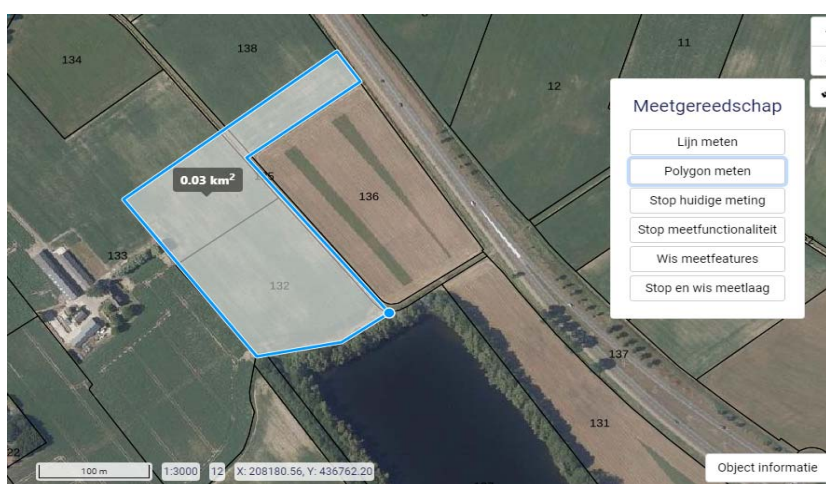 134
138
11
12
Meetgereedschap
Lijn meten
Polygon meten
0.03 km²
136
Stop huidige meting
Stop meetfunctionaliteit
133
Wis meetfeatures
132
Stop en wis meetlaag
137
131
22
100 m
1:3000
12
X: 208180.56, Y: 436762.20
Object informatie